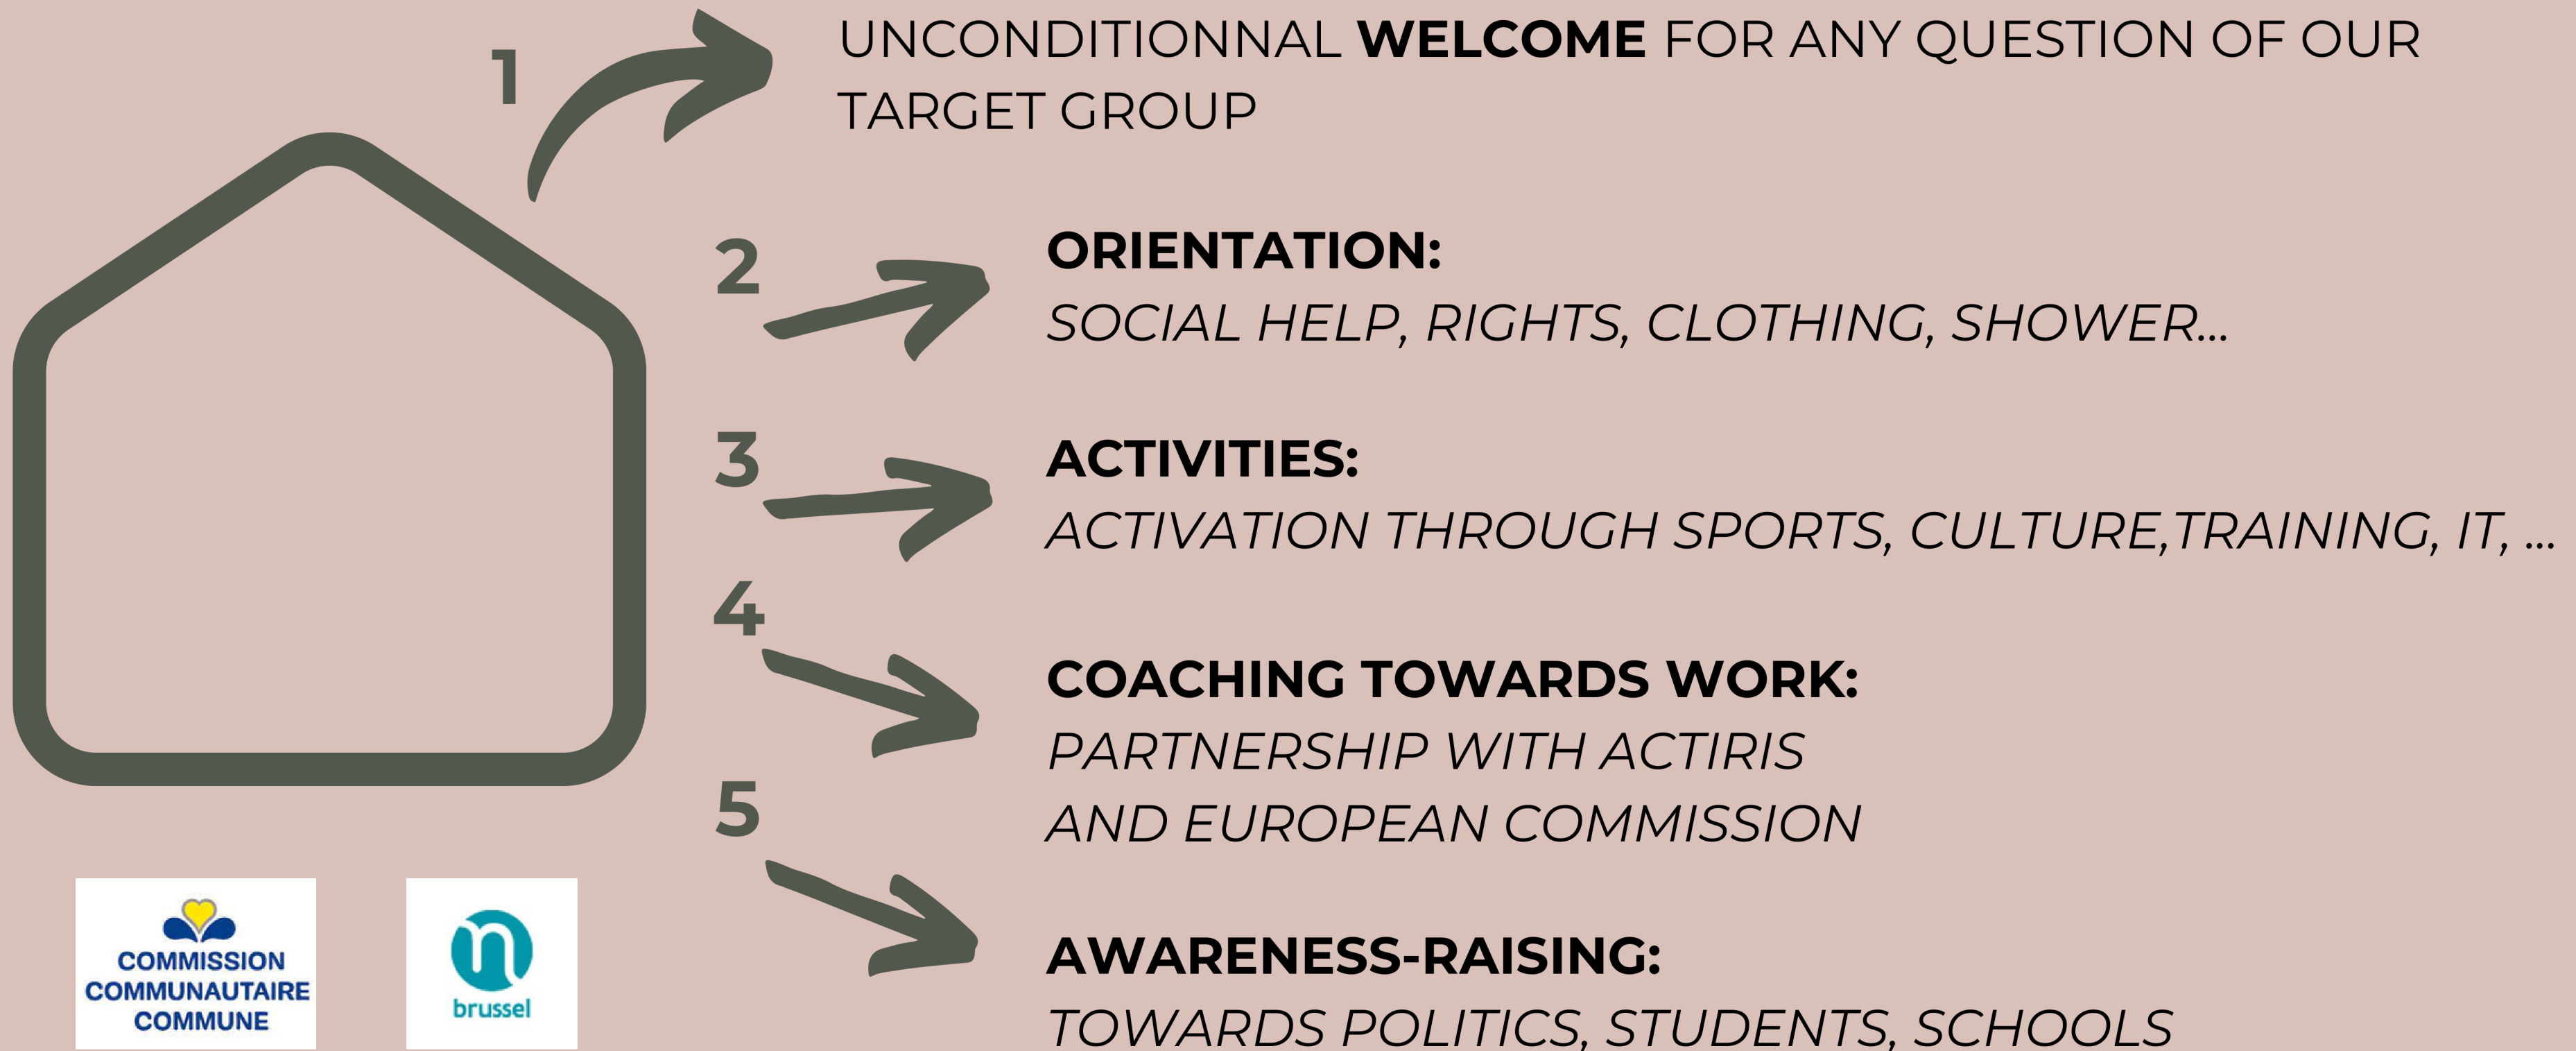 1
UNCONDITIONNAL WELCOME FOR ANY QUESTION OF OUR
TARGET GROUP
2
ORIENTATION:
SOCIAL HELP, RIGHTS, CLOTHING, SHOWER...
3
ACTIVITIES:
ACTIVATION THROUGH SPORTS, CULTURE,TRAINING, IT, ...
4
COACHING TOWARDS WORK:
PARTNERSHIP WITH ACTIRIS
AND EUROPEAN COMMISSION
5
AWARENESS-RAISING:
TOWARDS POLITICS, STUDENTS, SCHOOLS
COMMISSION
COMMUNAUTAIRE
COMMUNE
n
brussel